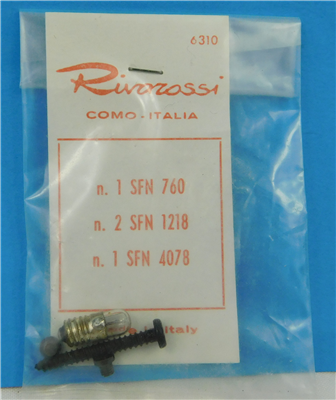 6310
Rivarossi
COMO - ITALIA
n. 1 SFN 760
n. 2 SFN 1218
n. 1 SFN 4078
Italy